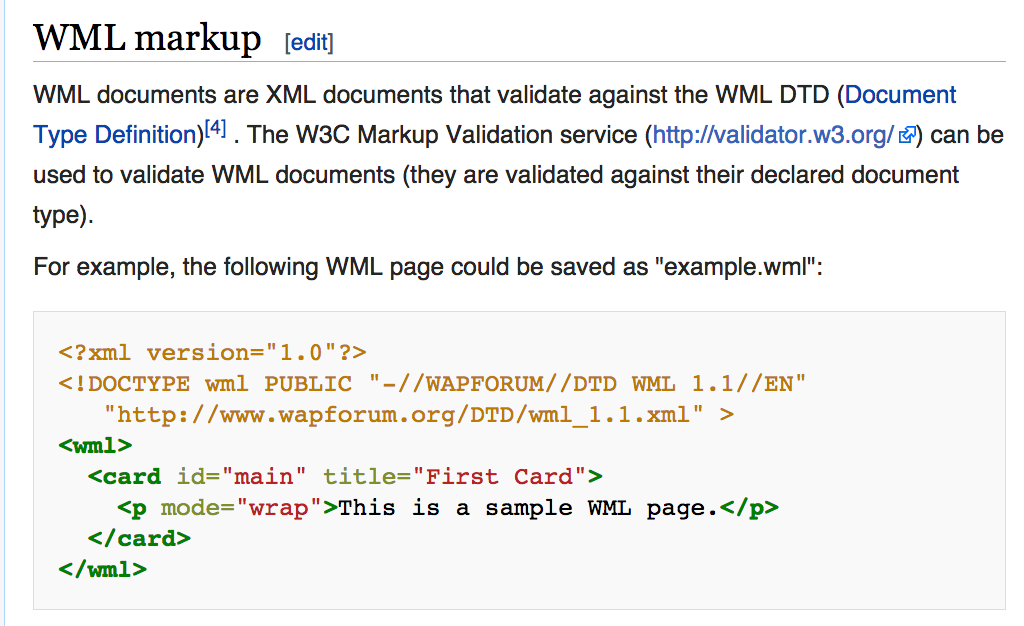 WML markup [edit]
WML documents are XML documents that validate against the WML DTD (Document
Type Definition)[4] . The W3C Markup Validation service (http://validator.w3.org/) can be
used to validate WML documents (they are validated against their declared document
type).
For example, the following WML page could be saved as "example.wml":
<?xml version="1.0"?>
<!DOCTYPE wml PUBLIC "-//WAPFORUM//DTD WML 1.1//EN"
   "http://www.wapforum.org/DTD/wml_1.1.xml" >
<wml>
  <card id="main" title="First Card">
    <p mode="wrap">This is a sample WML page.</p>
  </card>
</wml>